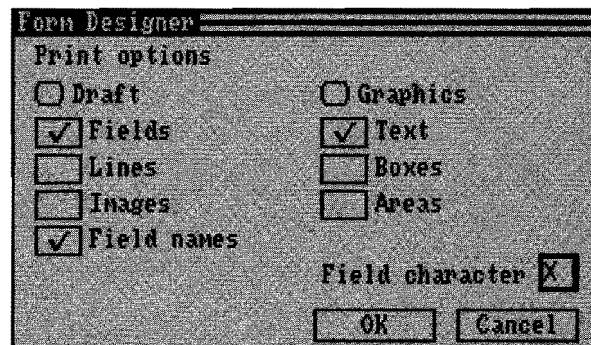 Form Designer
Print options
Draft Graphics
Fields Text
Lines Boxes
Images Areas
Field names
Field character X
OK Cancel